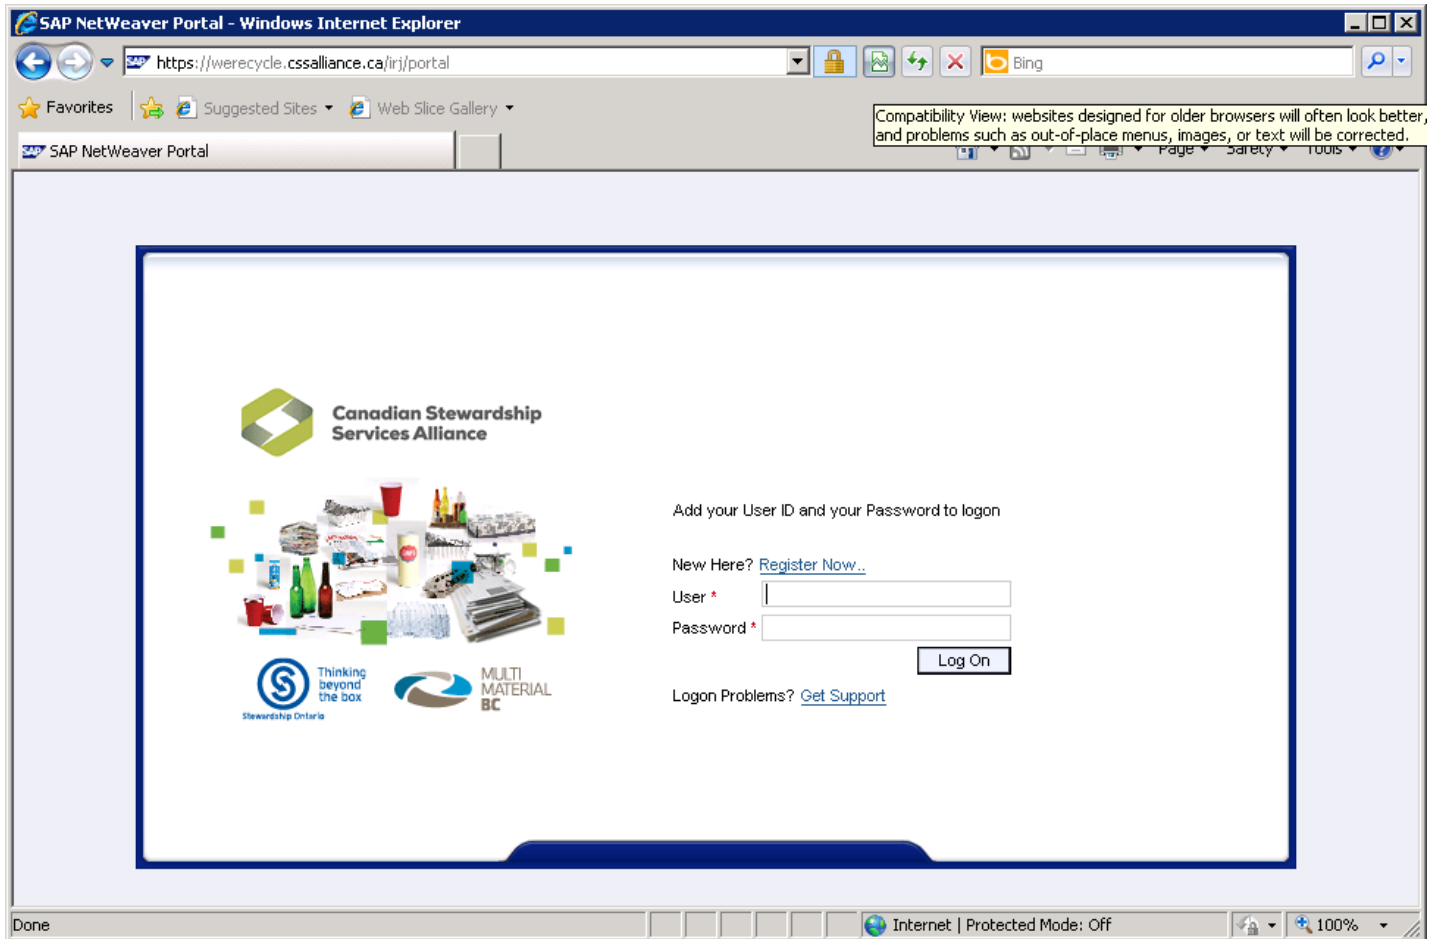 SAP NetWeaver Portal - Windows Internet Explorer
https://werecycle.cssalliance.ca/irj/portal
Bing
Favorites
Suggested Sites
Web Slice Gallery
Compatibility View: websites designed for older browsers will often look better,
and problems such as out-of-place menus, images, or text will be corrected.
SAP NetWeaver Portal
Page
Safety
Tools
Canadian Stewardship
Services Alliance
Add your User ID and your Password to logon
New Here? Register Now..
User *
Password *
Log On
Logon Problems? Get Support
Thinking
beyond
the box
Stewardship Ontario
MULTI
MATERIAL
BC
Done
Internet | Protected Mode: Off
100%